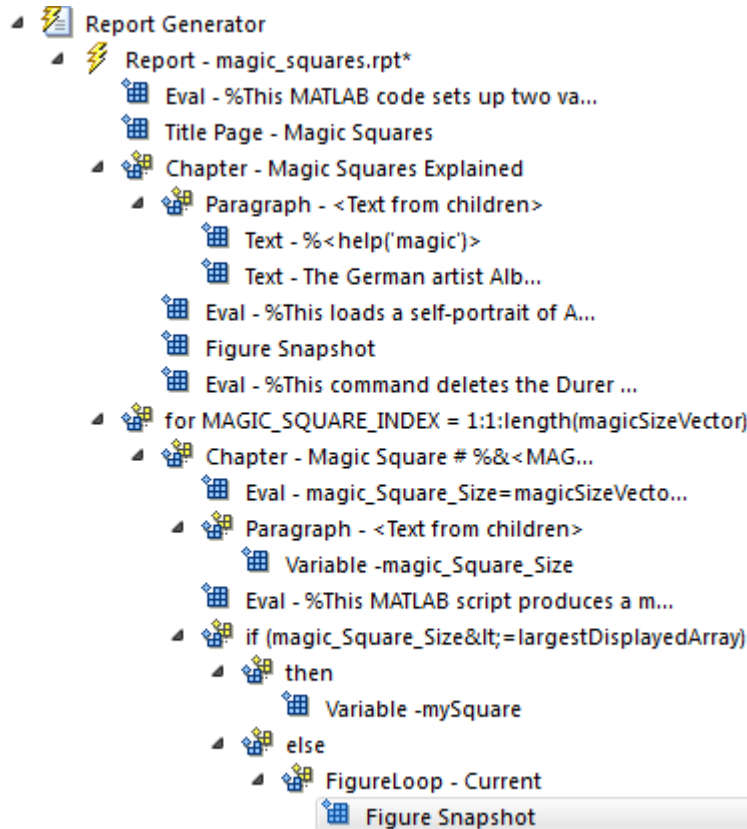 Report Generator
Report - magic_squares.rpt*
Eval - %This MATLAB code sets up two va...
Title Page - Magic Squares
Chapter - Magic Squares Explained
Paragraph - <Text from children>
Text - %<help('magic')>
Text - The German artist Alb...
Eval - %This loads a self-portrait of A...
Figure Snapshot
Eval - %This command deletes the Durer ...
for MAGIC_SQUARE_INDEX = 1:1:length(magicSizeVector)
Chapter - Magic Square # %&<MAG...
Eval - magic_Square_Size=magicSizeVecto...
Paragraph - <Text from children>
Variable -magic_Square_Size
Eval - %This MATLAB script produces a m...
if (magic_Square_Size&lt;=largestDisplayedArray)
then
Variable -mySquare
else
FigureLoop - Current
Figure Snapshot